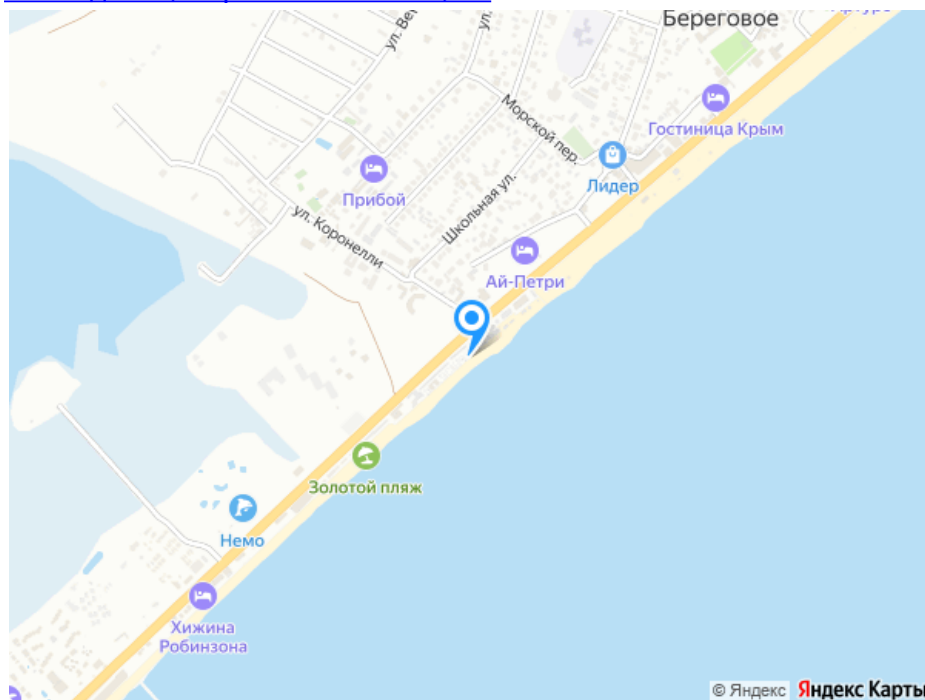 Береговое
ул.
Морской пер.
Гостиница Крым
Лидер
Прибой
Школьная ул.
ул. Коронелли
Ай-Петри
Золотой пляж
Немо
Хижина
Робинзона
© Яндекс Яндекс Карты